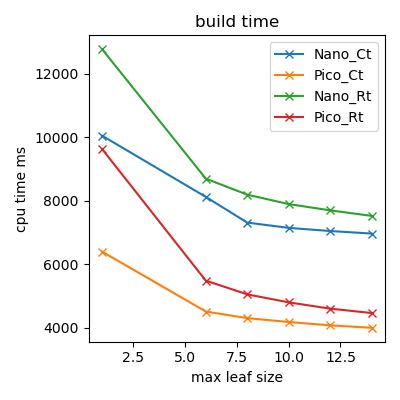 build time
Nano_Ct
Pico_Ct
Nano_Rt
Pico_Rt
cpu time ms
12000
10000
8000
6000
4000
2.5 5.0 7.5 10.0 12.5
max leaf size